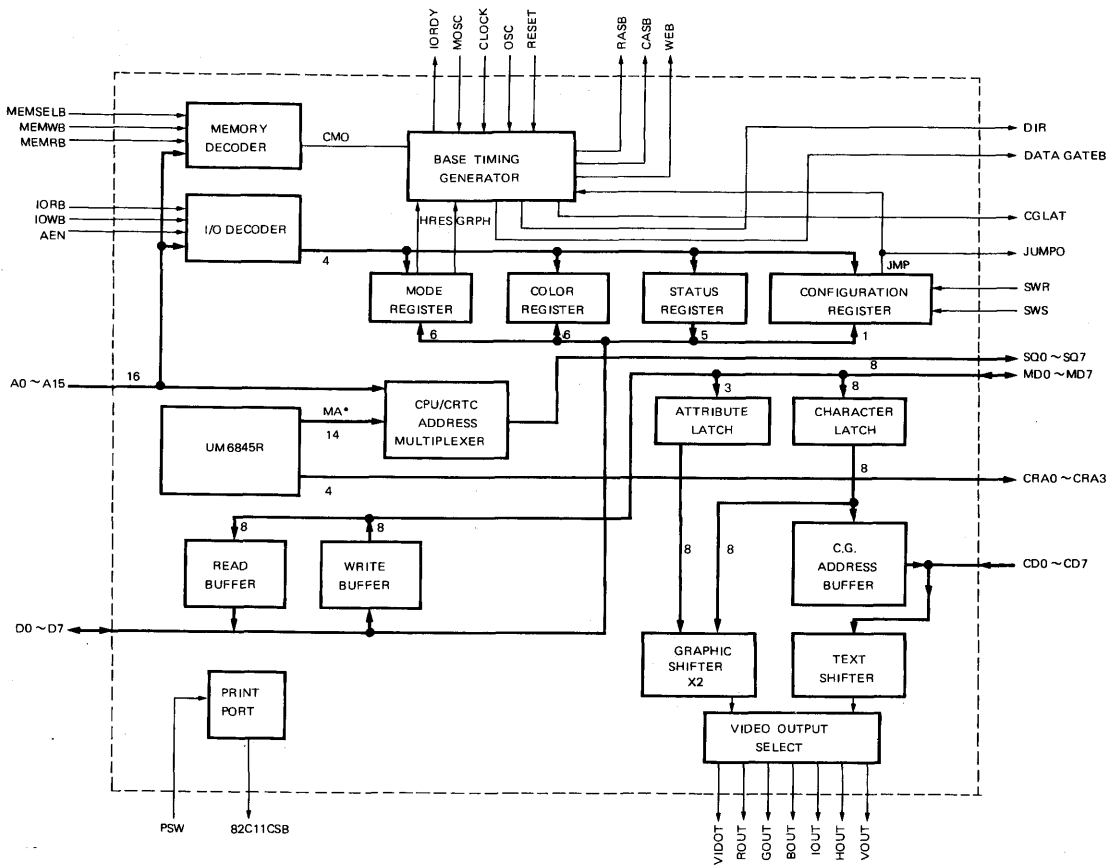 IORDY
MOSC
CLOCK
OSC
RESET
RASB
CASB
WEB
MEMSELB
MEMWB
MEMRB
MEMORY
DECODER
CMO
BASE TIMING
GENERATOR
DIR
DATA GATEB
IORB
IOWB
AEN
I/O DECODER
HRES
GRPH
CGLAT
4
JUMPO
JMP
MODE
REGISTER
COLOR
REGISTER
STATUS
REGISTER
CONFIGURATION
REGISTER
SWR
SWS
6
6
5
1
SQ0~SQ7
8
A0~A15
16
MD0~MD7
CPU/CRTC
ADDRESS
MULTIPLEXER
3
8
ATTRIBUTE
LATCH
CHARACTER
LATCH
UM6845R
MA*
14
4
8
CRA0~CRA3
8
8
READ
BUFFER
WRITE
BUFFER
8
8
C.G.
ADDRESS
BUFFER
CD0~CD7
D0~D7
GRAPHIC
SHIFTER
X2
TEXT
SHIFTER
PRINT
PORT
VIDEO OUTPUT
SELECT
PSW
82C11CSB
VIDOT
ROUT
GOUT
BOUT
IOUT
HOUT
VOUT